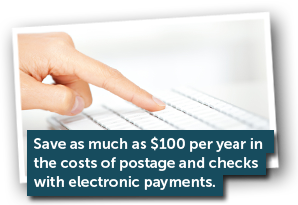 Save as much as $100 per year in
the costs of postage and checks
with electronic payments.